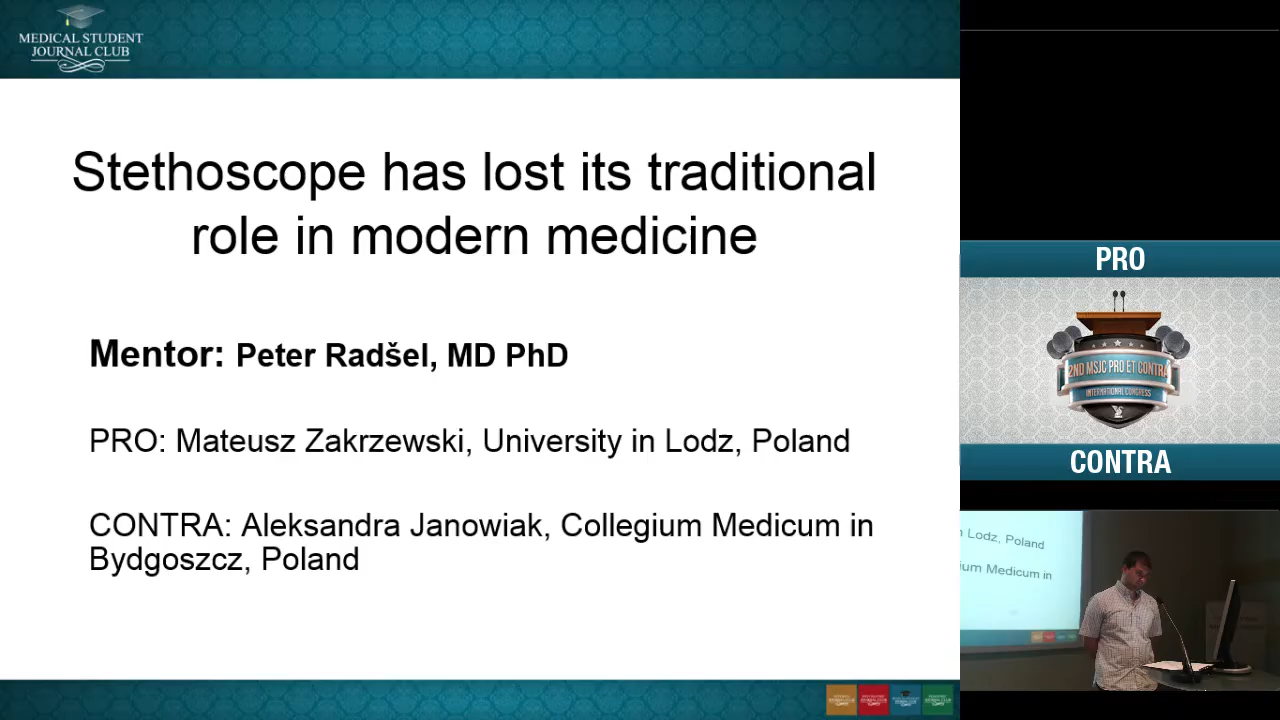 MEDICAL STUDENT
JOURNAL CLUB
Stethoscope has lost its traditional
role in modern medicine
Mentor: Peter Radšel, MD PhD
PRO: Mateusz Zakrzewski, University in Lodz, Poland
CONTRA: Aleksandra Janowiak, Collegium Medicum in
Bydgoszcz, Poland
PRO
2ND MSJC PRO ET CONTRA
INTERNATIONAL CONGRESS
CONTRA
n Lodz, Poland
ium Medicum in